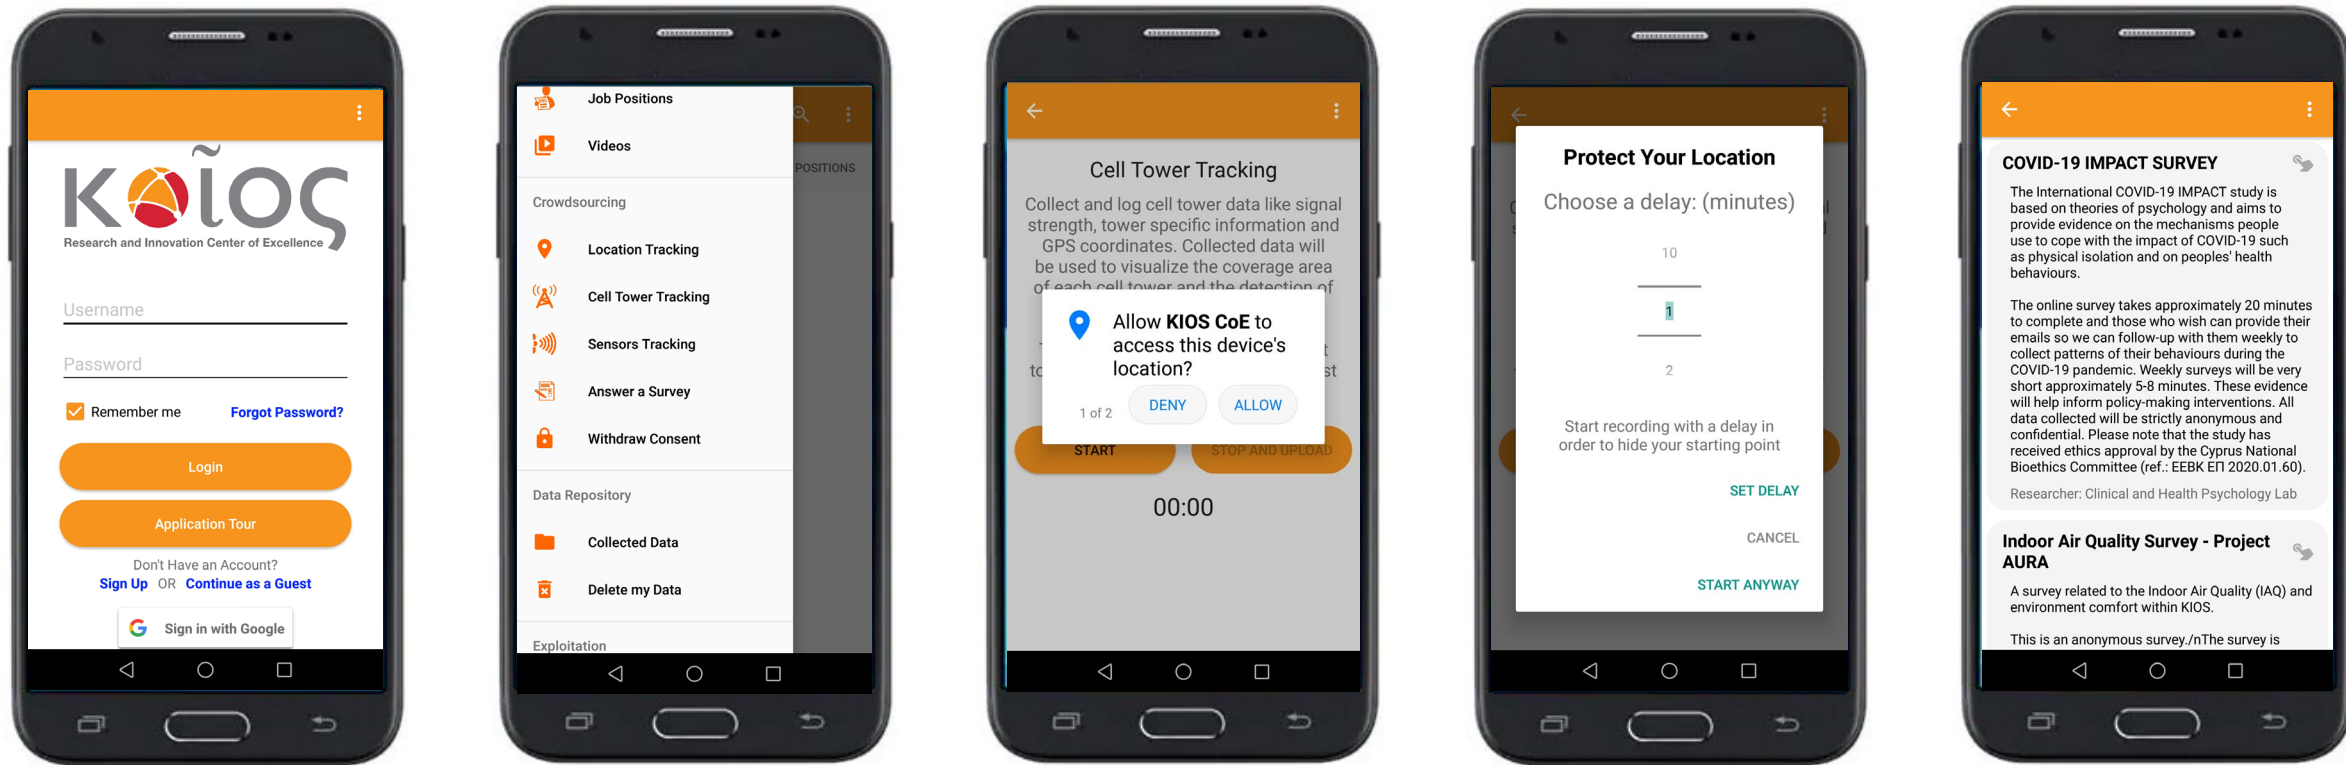 κοῖος
Research and Innovation Center of Excellence
Username
Password
Remember me
Forgot Password?
Login
Application Tour
Don't Have an Account?
Sign Up OR Continue as a Guest
Sign in with Google
Job Positions
Videos
POSITIONS
Crowdsourcing
Location Tracking
Cell Tower Tracking
Sensors Tracking
Answer a Survey
Withdraw Consent
Data Repository
Collected Data
Delete my Data
Exploitation
Cell Tower Tracking
Collect and log cell tower data like signal
strength, tower specific information and
GPS coordinates. Collected data will
be used to visualize the coverage area
of each cell tower and the detection of
Allow KIOS CoE to
access this device's
location?
1 of 2
DENY
ALLOW
START
STOP AND UPLOAD
00:00
Protect Your Location
Choose a delay: (minutes)
10
1
2
Start recording with a delay in
order to hide your starting point
SET DELAY
CANCEL
START ANYWAY
COVID-19 IMPACT SURVEY
The International COVID-19 IMPACT study is
based on theories of psychology and aims to
provide evidence on the mechanisms people
use to cope with the impact of COVID-19 such
as physical isolation and on peoples' health
behaviours.
The online survey takes approximately 20 minutes
to complete and those who wish can provide their
emails so we can follow-up with them weekly to
collect patterns of their behaviours during the
COVID-19 pandemic. Weekly surveys will be very
short approximately 5-8 minutes. These evidence
will help inform policy-making interventions. All
data collected will be strictly anonymous and
confidential. Please note that the study has
received ethics approval by the Cyprus National
Bioethics Committee (ref.: EEBK ΕΠ 2020.01.60).
Researcher: Clinical and Health Psychology Lab
Indoor Air Quality Survey - Project
AURA
A survey related to the Indoor Air Quality (IAQ) and
environment comfort within KIOS.
This is an anonymous survey./nThe survey is